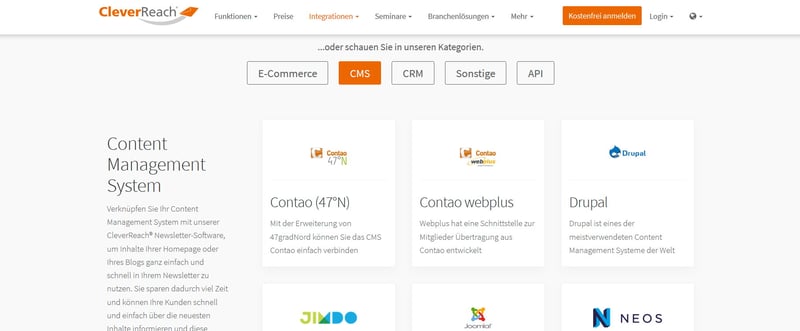 CleverReach
Funktionen Preise Integrationen Seminare Branchenlösungen Mehr Kostenfrei anmelden Login
...oder schauen Sie in unseren Kategorien.
E-Commerce CMS CRM Sonstige API
Content
Management
System
Verknüpfen Sie Ihr Content
Management System mit unserer
CleverReach® Newsletter-Software,
um Inhalte Ihrer Homepage oder
Ihres Blogs ganz einfach und
schnell in Ihrem Newsletter zu
nutzen. Sie sparen dadurch viel Zeit
und können Ihre Kunden schnell
und einfach über die neuesten
Inhalte informieren und diese
Contao
47°N
Contao (47°N)
Mit der Erweiterung von
47gradNord können Sie das CMS
Contao einfach verbinden
Contao
webplus
Contao webplus
Webplus hat eine Schnittstelle zur
Mitglieder Übertragung aus
Contao entwickelt
Drupal
Drupal
Drupal ist eines der
meistverwendeten Content
Management Systeme der Welt
JIMDO
Joomla!
NEOS